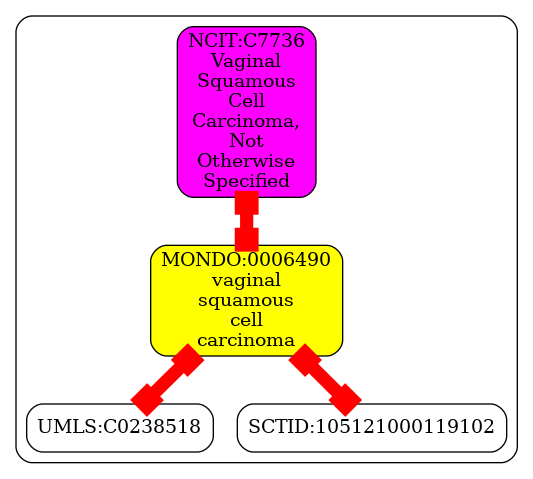 NCIT:C7736
Vaginal
Squamous
Cell
Carcinoma,
Not
Otherwise
Specified
MONDO:0006490
vaginal
squamous
cell
carcinoma
UMLS:C0238518
SCTID:105121000119102